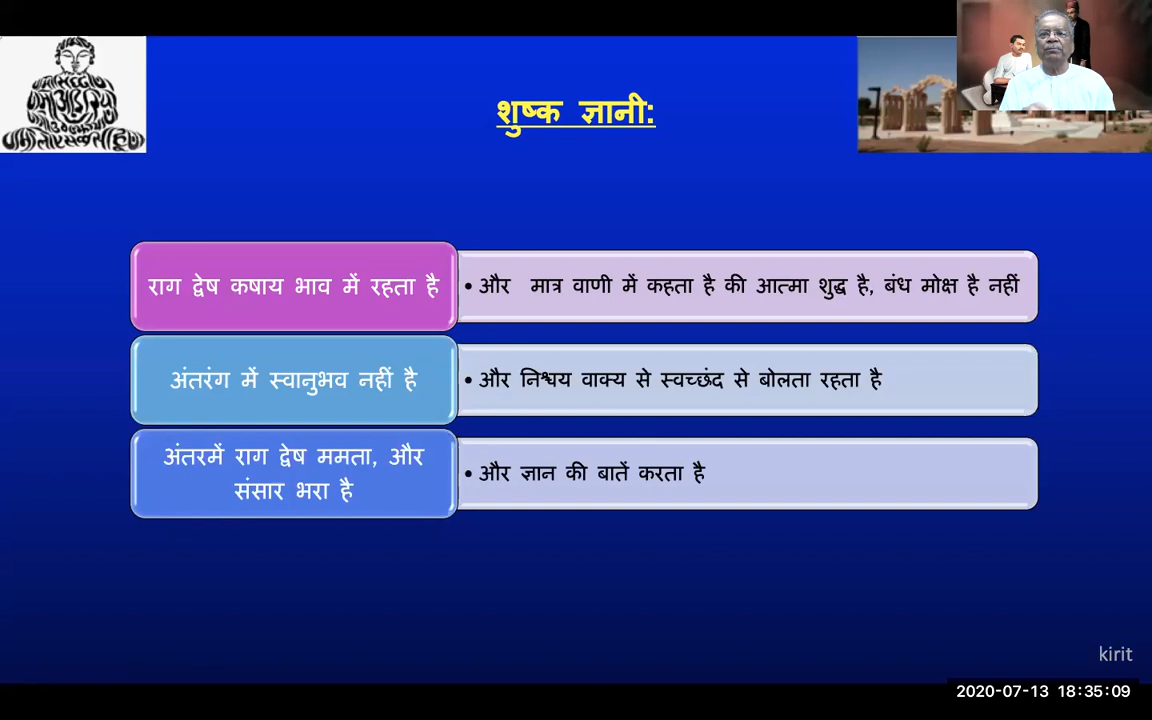 शुष्क ज्ञानी:
राग द्वेष कषाय भाव में रहता है
• और मात्र वाणी में कहता है की आत्मा शुद्ध है, बंध मोक्ष है नहीं
अंतरंग में स्वानुभव नहीं है
• और निश्चय वाक्य से स्वच्छंद से बोलता रहता है
अंतरमें राग द्वेष ममता, और
संसार भरा है
• और ज्ञान की बातें करता है
kirit
2020-07-13 18:35:09